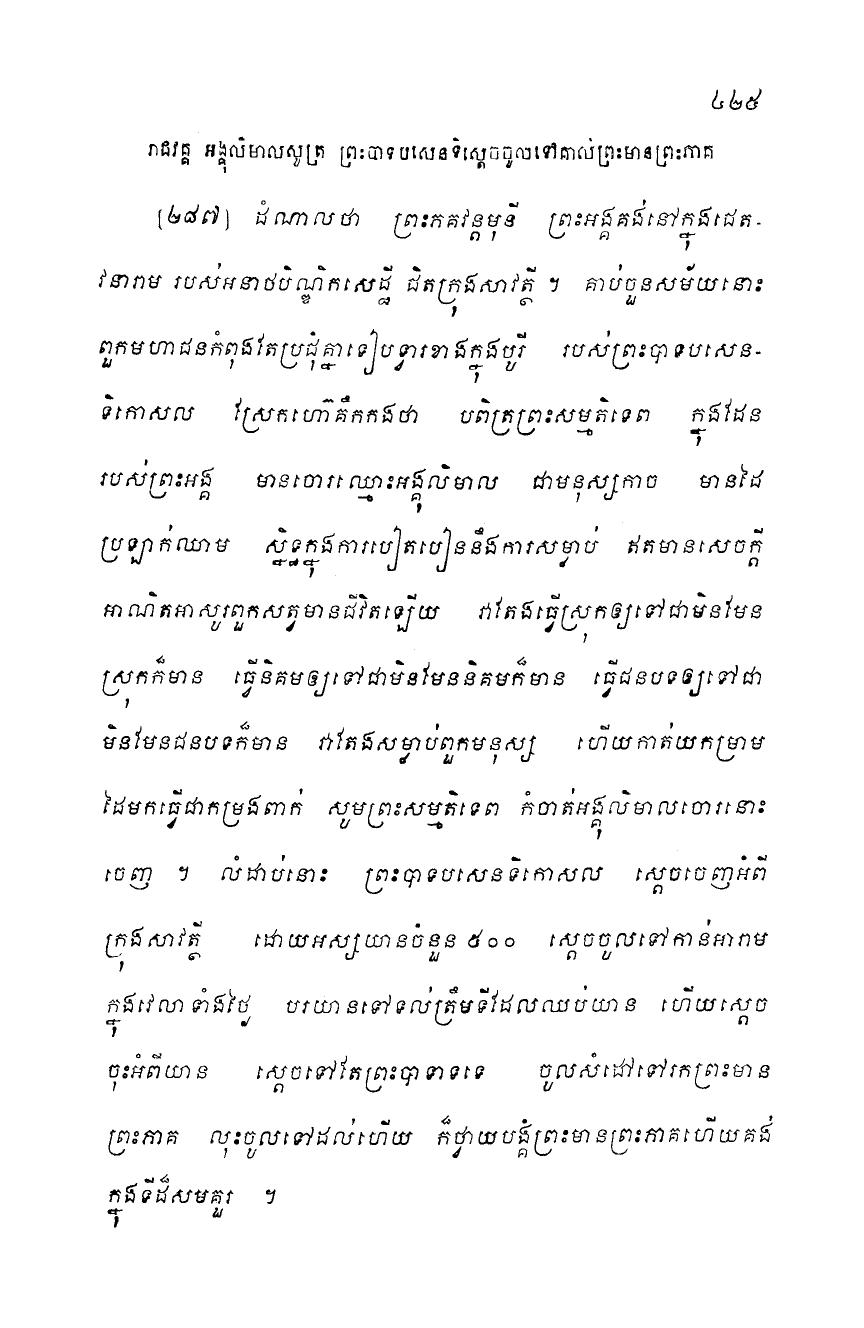 ៤២៥
រាជវគ្គ អង្គុលិមាលសូត្រ ព្រះបាទបសេនទិស្តេចចូលទៅគាល់ព្រះមានព្រះភាគ
[២៨៧] ដំណាលថា ព្រះភគវន្តមុនី ព្រះអង្គគង់នៅក្នុងជេត-
វនារាម របស់អនាថបិណ្ឌិកសេដ្ឋី ជិតក្រុងសាវត្ថី ។ គាប់ចួនសម័យនោះ
ពួកមហាជនកំពុងតែប្រជុំគ្នាទៀបទ្វារខាងក្នុងបូរី របស់ព្រះបាទបសេន-
ទិកោសល ស្រែកហ៊ោគឹកកងថា បពិត្រព្រះសម្មតិទេព ក្នុងដែន
របស់ព្រះអង្គ មានចោរឈ្មោះអង្គុលិមាល ជាមនុស្សកាច មានដៃ
ប្រឡាក់ឈាម ស្និទ្ធក្នុងការបៀតបៀននឹងការសម្លាប់ ឥតមានសេចក្តី
អាណិតអាសូរពួកសត្វមានជីវិតឡើយ វាតែងធ្វើស្រុកឲ្យទៅជាមិនមែន
ស្រុកក៏មាន ធ្វើនិគមឲ្យទៅជាមិនមែននិគមក៏មាន ធ្វើជនបទឲ្យទៅជា
មិនមែនជនបទក៏មាន វាតែងសម្លាប់ពួកមនុស្ស ហើយកាត់យកម្រាម
ដៃមកធ្វើជាកម្រងពាក់ សូមព្រះសម្មតិទេព កំចាត់អង្គុលិមាលចោរនោះ
ចេញ ។ លំដាប់នោះ ព្រះបាទបសេនទិកោសល ស្តេចចេញអំពី
ក្រុងសាវត្ថី ដោយអស្សយានចំនួន ៥០០ ស្តេចចូលទៅកាន់អារាម
ក្នុងវេលាទាំងថ្ងៃ បរយានទៅទល់ត្រឹមទីដែលឈប់យាន ហើយស្តេច
ចុះអំពីយាន ស្តេចទៅតែព្រះបាទាទទេ ចូលសំដៅទៅរកព្រះមាន
ព្រះភាគ លុះចូលទៅដល់ហើយ ក៏ថ្វាយបង្គំព្រះមានព្រះភាគហើយគង់
ក្នុងទីដ៏សមគួរ ។